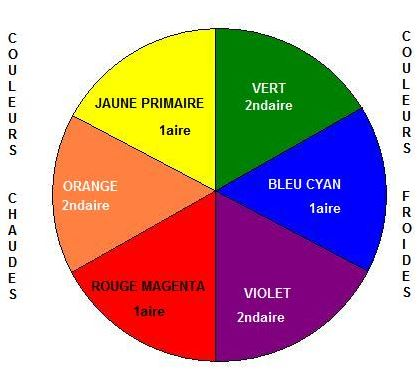 COULEURS CHAUDES
JAUNE PRIMAIRE
1aire
VERT
2ndaire
ORANGE
2ndaire
BLEU CYAN
1aire
ROUGE MAGENTA
1aire
VIOLET
2ndaire
COULEURS FROIDES